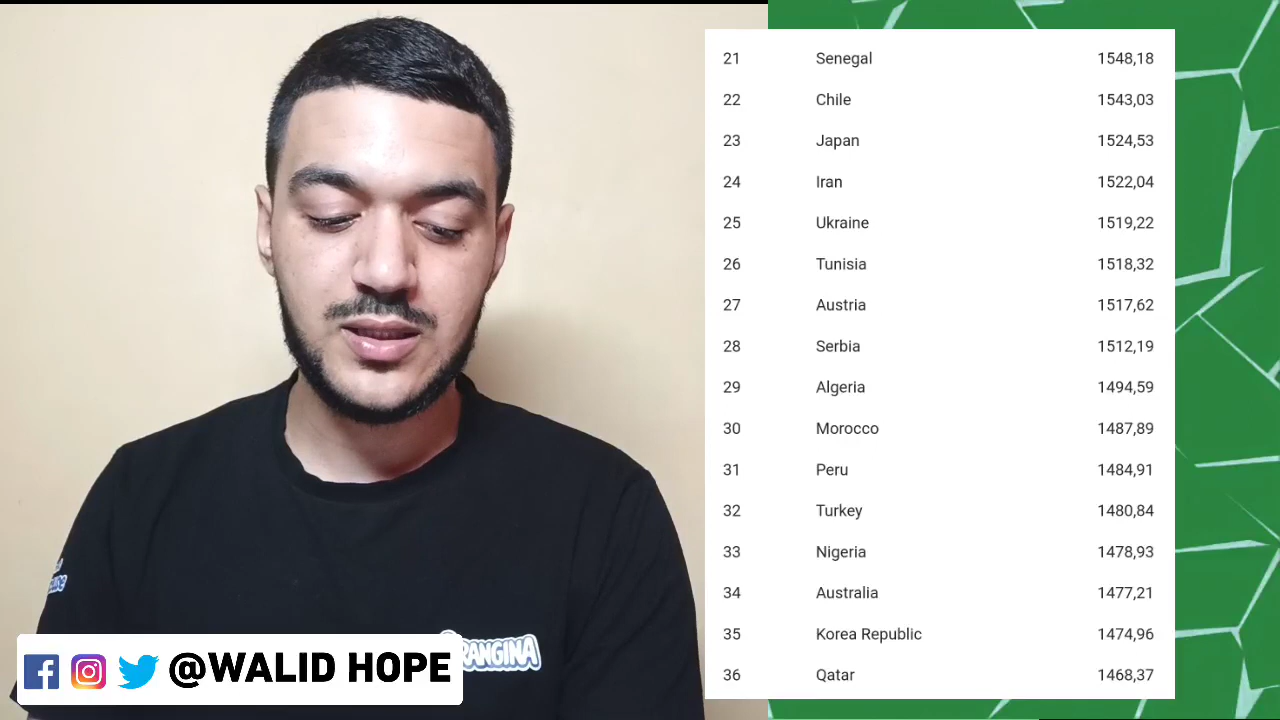 21 Senegal 1548,18
22 Chile 1543,03
23 Japan 1524,53
24 Iran 1522,04
25 Ukraine 1519,22
26 Tunisia 1518,32
27 Austria 1517,62
28 Serbia 1512,19
29 Algeria 1494,59
30 Morocco 1487,89
31 Peru 1484,91
32 Turkey 1480,84
33 Nigeria 1478,93
34 Australia 1477,21
35 Korea Republic 1474,96
36 Qatar 1468,37
@WALID HOPE